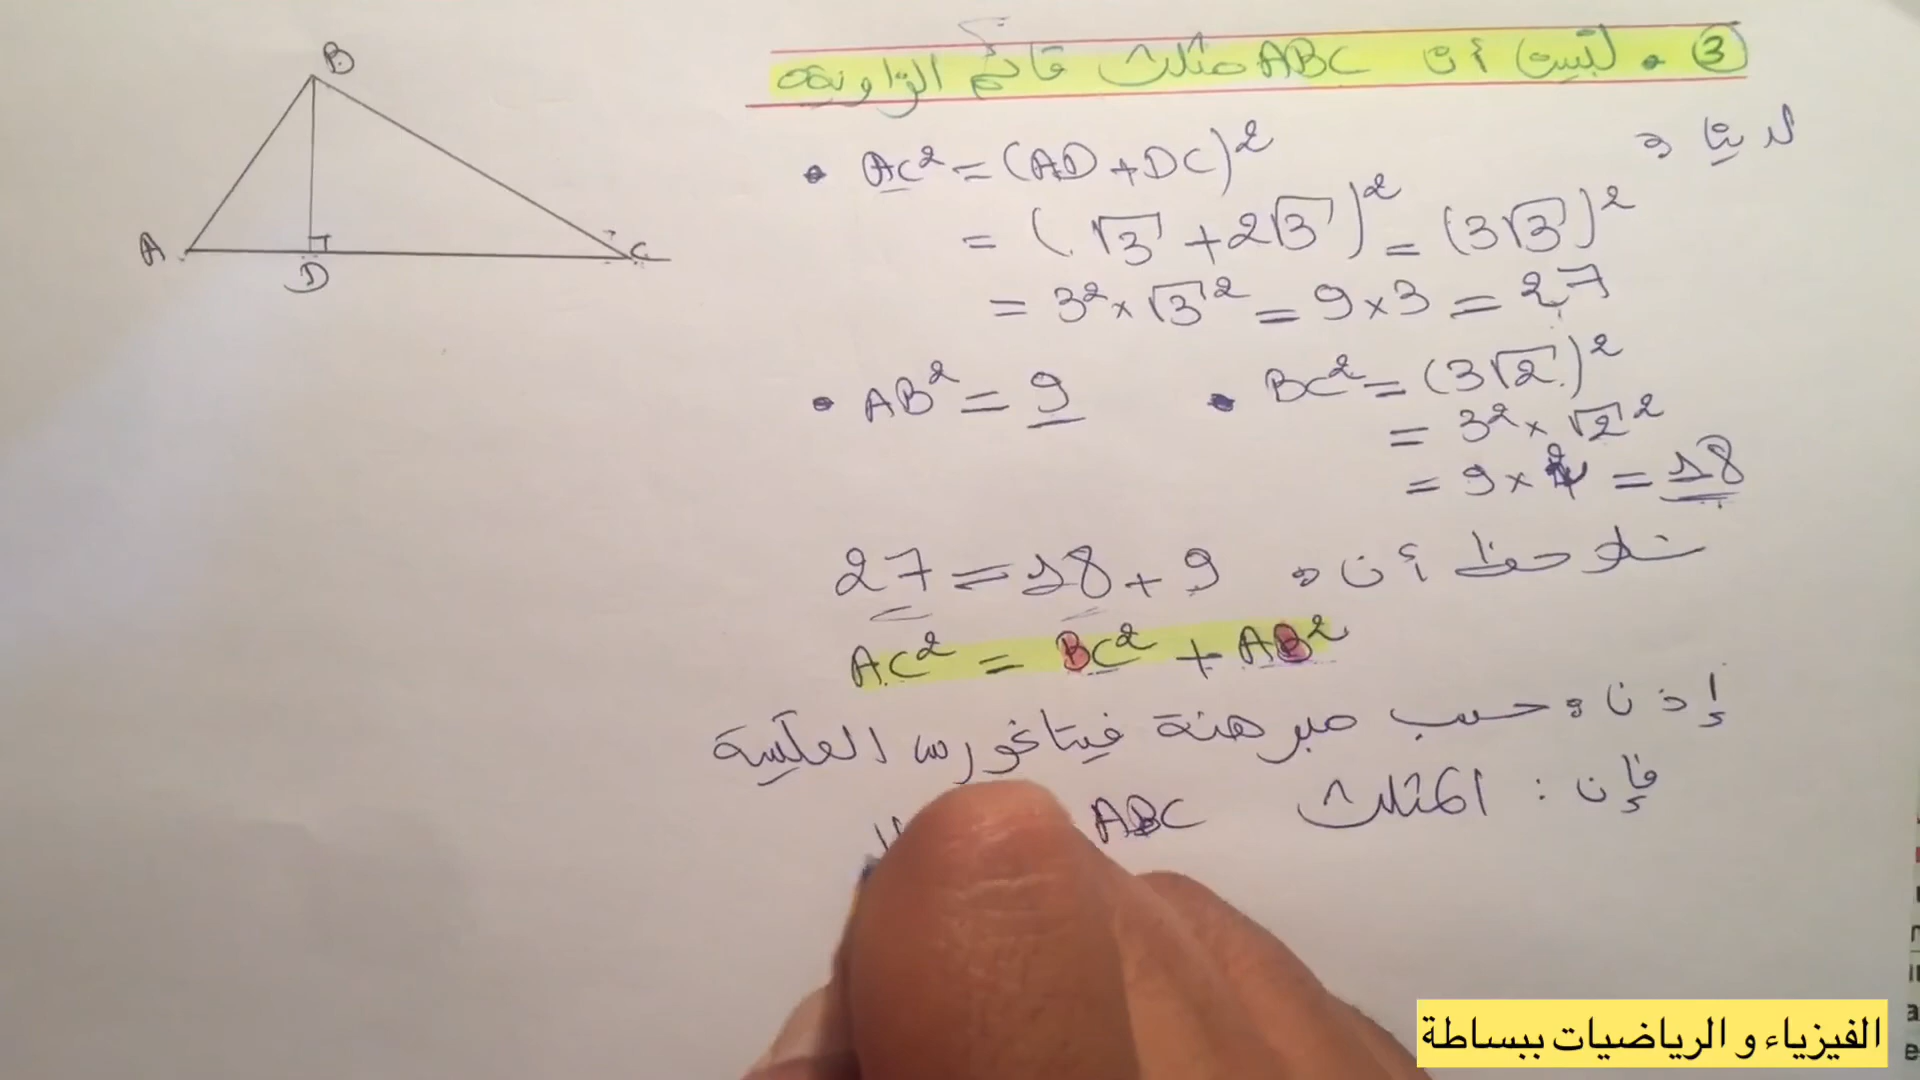 ③ • لنبين أن ABC مثلث قائم الزاوية
لدينا :
• AC² = (AD + DC)²
= (√3 + 2√3)² = (3√3)²
= 3² × √3² = 9 × 3 = 27
• AB² = 9
• BC² = (3√2)²
= 3² × √2²
= 9 × 2 = 18
نلاحظ أن : 27 = 18 + 9
AC² = BC² + AB²
إذن : حسب مبرهنة فيتاغورس العكسية
فإن : المثلث ABC
B
A
D
C
الفيزياء و الرياضيات ببساطة